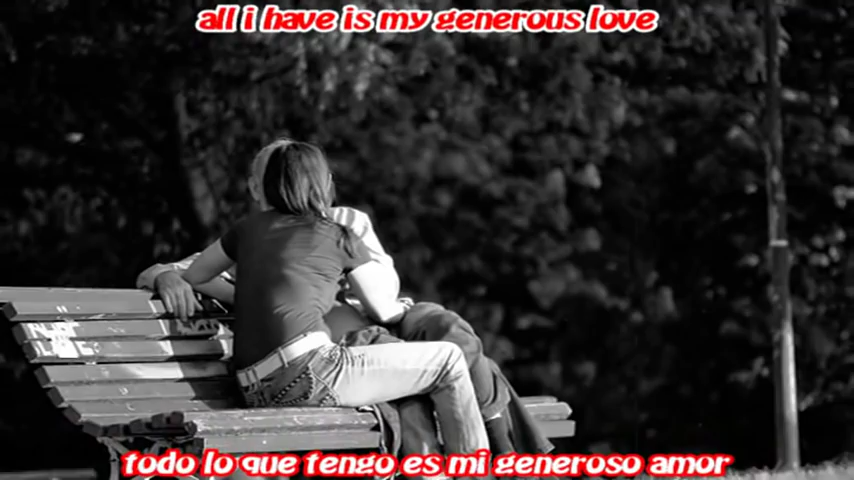 all i have is my generous love
todo lo que tengo es mi generoso amor